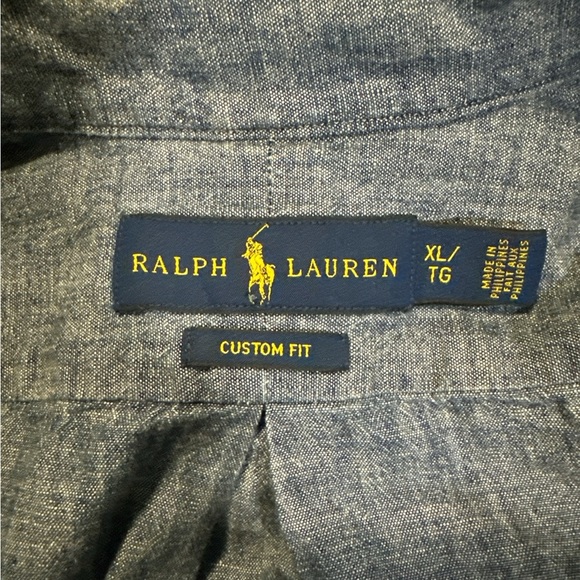 RALPH LAUREN
XL/
TG
MADE IN
PHILIPPINES
FAIT AUX
PHILIPPINES
CUSTOM FIT